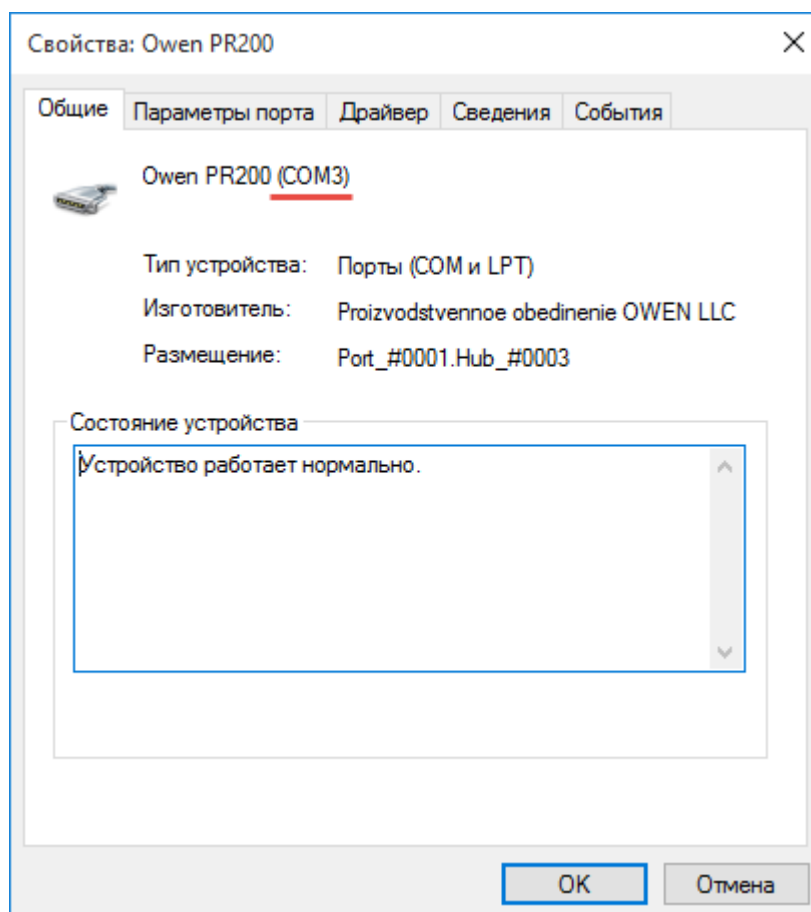 Свойства: Owen PR200
Общие Параметры порта Драйвер Сведения События
Owen PR200 (COM3)
Тип устройства: Порты (COM и LPT)
Изготовитель: Proizvodstvennoe obedinenie OWEN LLC
Размещение: Port_#0001.Hub_#0003
Состояние устройства
Устройство работает нормально.
OK Отмена